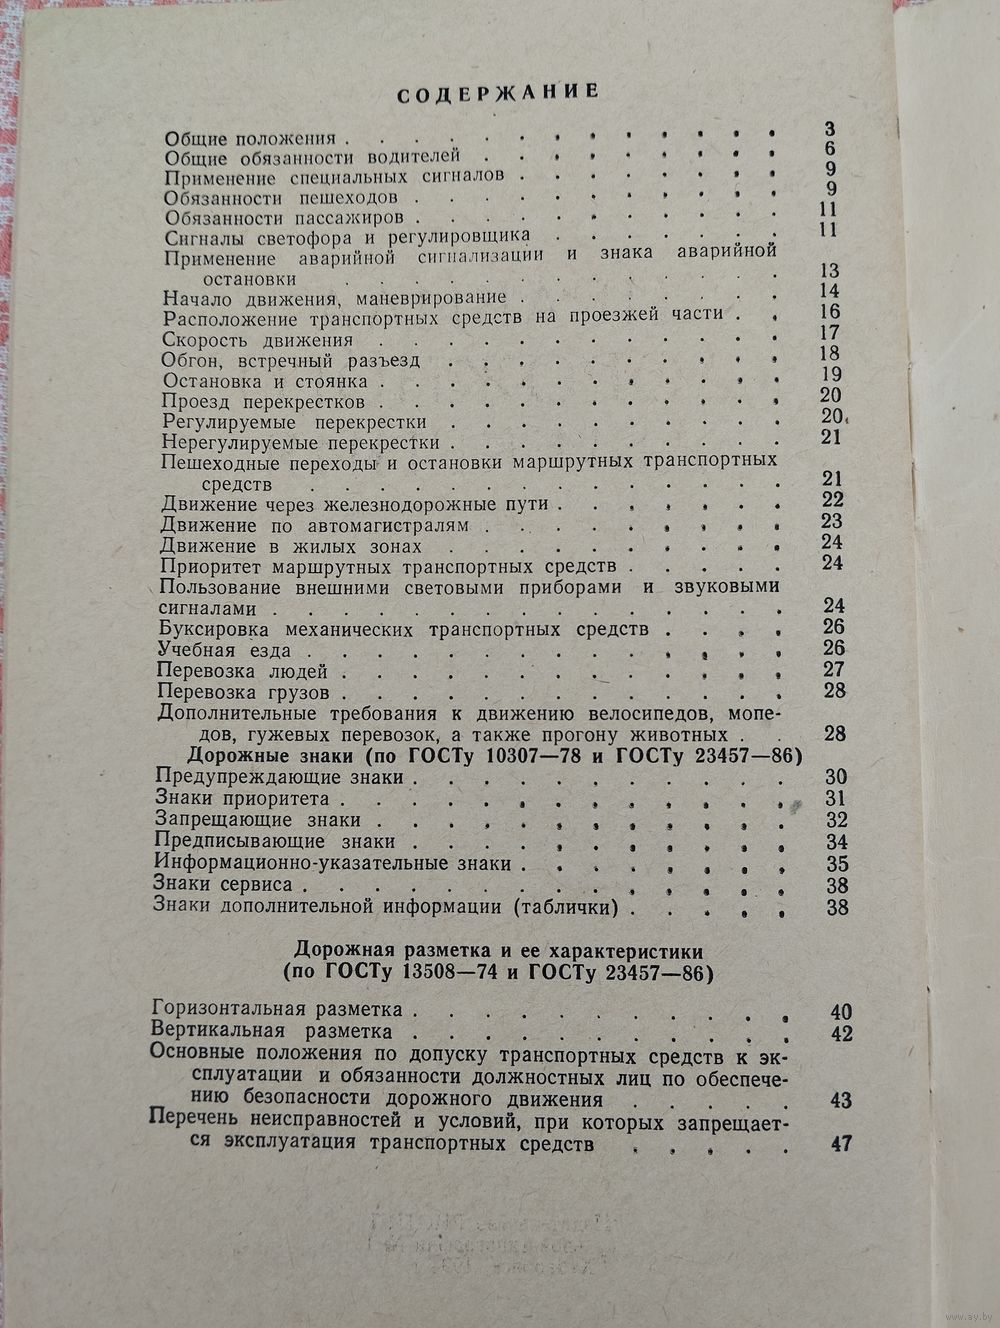 СОДЕРЖАНИЕ
Общие положения . . . . . . . . . . . . 3
Общие обязанности водителей . . . . . . . . . 6
Применение специальных сигналов . . . . . . . . 9
Обязанности пешеходов . . . . . . . . . . . 9
Обязанности пассажиров . . . . . . . . . . . 11
Сигналы светофора и регулировщика . . . . . . . 11
Применение аварийной сигнализации и знака аварийной
остановки . . . . . . . . . . . . . 13
Начало движения, маневрирование . . . . . . . . 14
Расположение транспортных средств на проезжей части . . 16
Скорость движения . . . . . . . . . . . . 17
Обгон, встречный разъезд . . . . . . . . . . 18
Остановка и стоянка . . . . . . . . . . . . 19
Проезд перекрестков . . . . . . . . . . . . 20
Регулируемые перекрестки . . . . . . . . . . 20
Нерегулируемые перекрестки . . . . . . . . . . 21
Пешеходные переходы и остановки маршрутных транспортных
средств . . . . . . . . . . . . . . 21
Движение через железнодорожные пути . . . . . . . 22
Движение по автомагистралям . . . . . . . . . 23
Движение в жилых зонах . . . . . . . . . . 24
Приоритет маршрутных транспортных средств . . . . . 24
Пользование внешними световыми приборами и звуковыми
сигналами . . . . . . . . . . . . . . . 24
Буксировка механических транспортных средств . . . . 26
Учебная езда . . . . . . . . . . . . . . 26
Перевозка людей . . . . . . . . . . . . . 27
Перевозка грузов . . . . . . . . . . . . . 28
Дополнительные требования к движению велосипедов, мопе-
дов, гужевых перевозок, а также прогону животных . . 28
Дорожные знаки (по ГОСТу 10307—78 и ГОСТу 23457—86)
Предупреждающие знаки . . . . . . . . . . . 30
Знаки приоритета . . . . . . . . . . . . . 31
Запрещающие знаки . . . . . . . . . . . . 32
Предписывающие знаки . . . . . . . . . . . 34
Информационно-указательные знаки . . . . . . . . 35
Знаки сервиса . . . . . . . . . . . . . . 38
Знаки дополнительной информации (таблички) . . . . . 38
Дорожная разметка и ее характеристики
(по ГОСТу 13508—74 и ГОСТу 23457—86)
Горизонтальная разметка . . . . . . . . . . . 40
Вертикальная разметка . . . . . . . . . . . 42
Основные положения по допуску транспортных средств к эк-
сплуатации и обязанности должностных лиц по обеспече-
нию безопасности дорожного движения . . . . . 43
Перечень неисправностей и условий, при которых запрещает-
ся эксплуатация транспортных средств . . . . . 47
www.ay.by